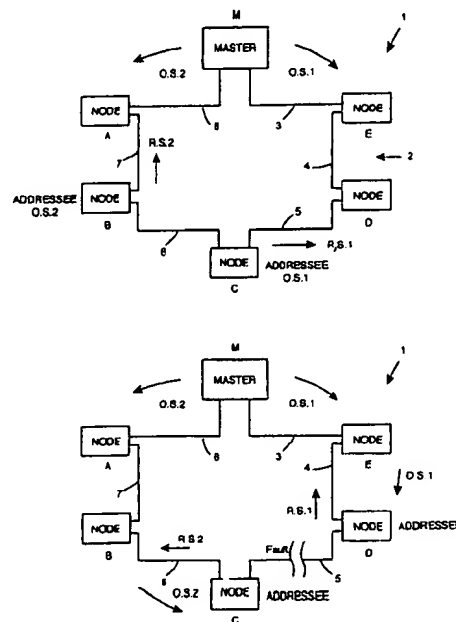 M
1
MASTER
O.S.2
O.S.1
NODE
NODE
A
8
3
E
7
R.S.2
4
2
ADDRESSEE
O.S.2
NODE
NODE
B
5
D
6
R,S.1
NODE
ADDRESSEE
O.S.1
C
M
1
MASTER
O.S.2
O.S.1
NODE
NODE
A
8
3
E
7
4
O.S.1
R.S.1
NODE
NODE
ADDRESSEE
B
R.S.2
Fault
D
6
5
O.S.2
NODE
ADDRESSEE
C